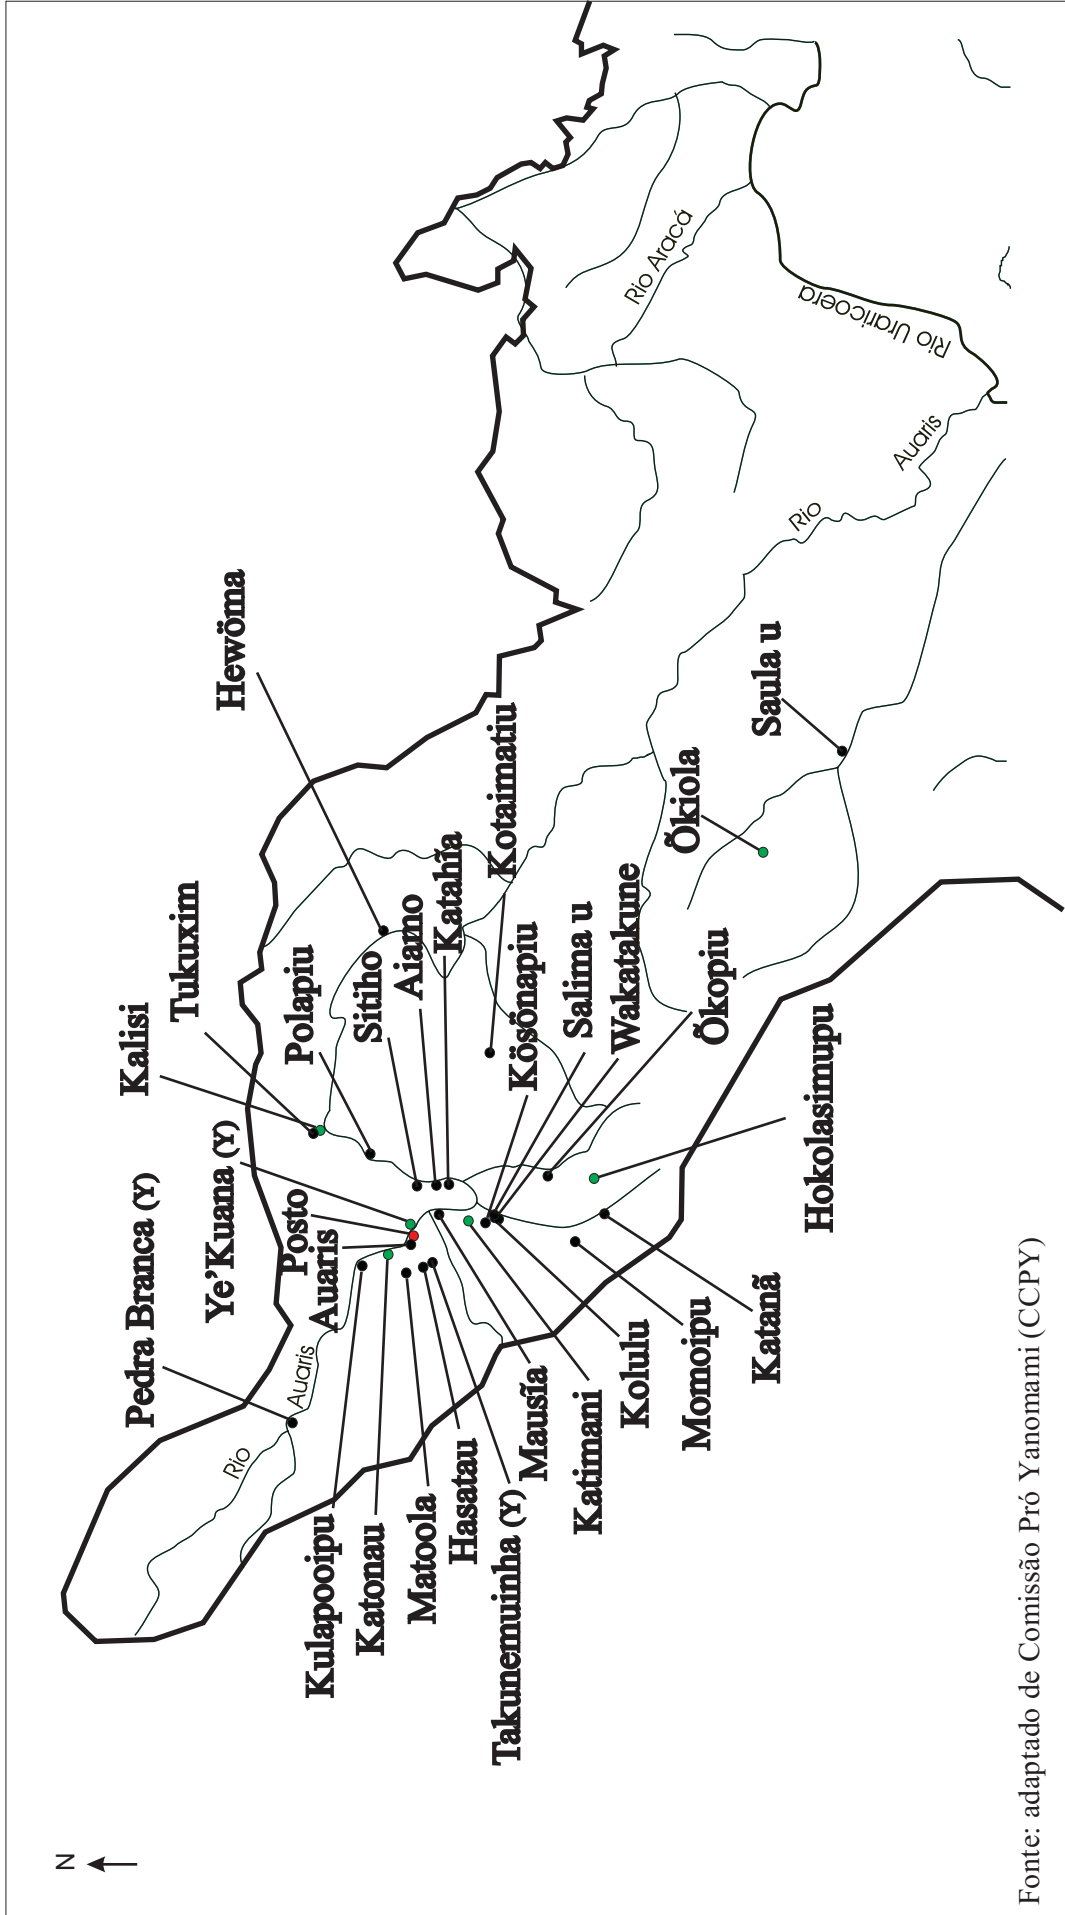 N
Pedra Branca (Y)
Ye'Kuana (Y)
Kalisi
Tukuxim
Hewöma
Posto
Auaris
Polapiu
Sitiho
Aiamo
Katahĩa
Kotaimatiu
Kösönapiu
Salima u
Wakatakune
Õkopiu
Õkiola
Saula u
Hokolasimupu
Rio
Auaris
Kulapooipu
Katonau
Matoola
Hasatau
Takunemuinha (Y)
Mausĩa
Katimani
Kolulu
Momoipu
Katanã
Rio
Auaris
Rio Aracá
Rio Uraricoera
Fonte: adaptado de Comissão Pró Yanomami (CCPY)